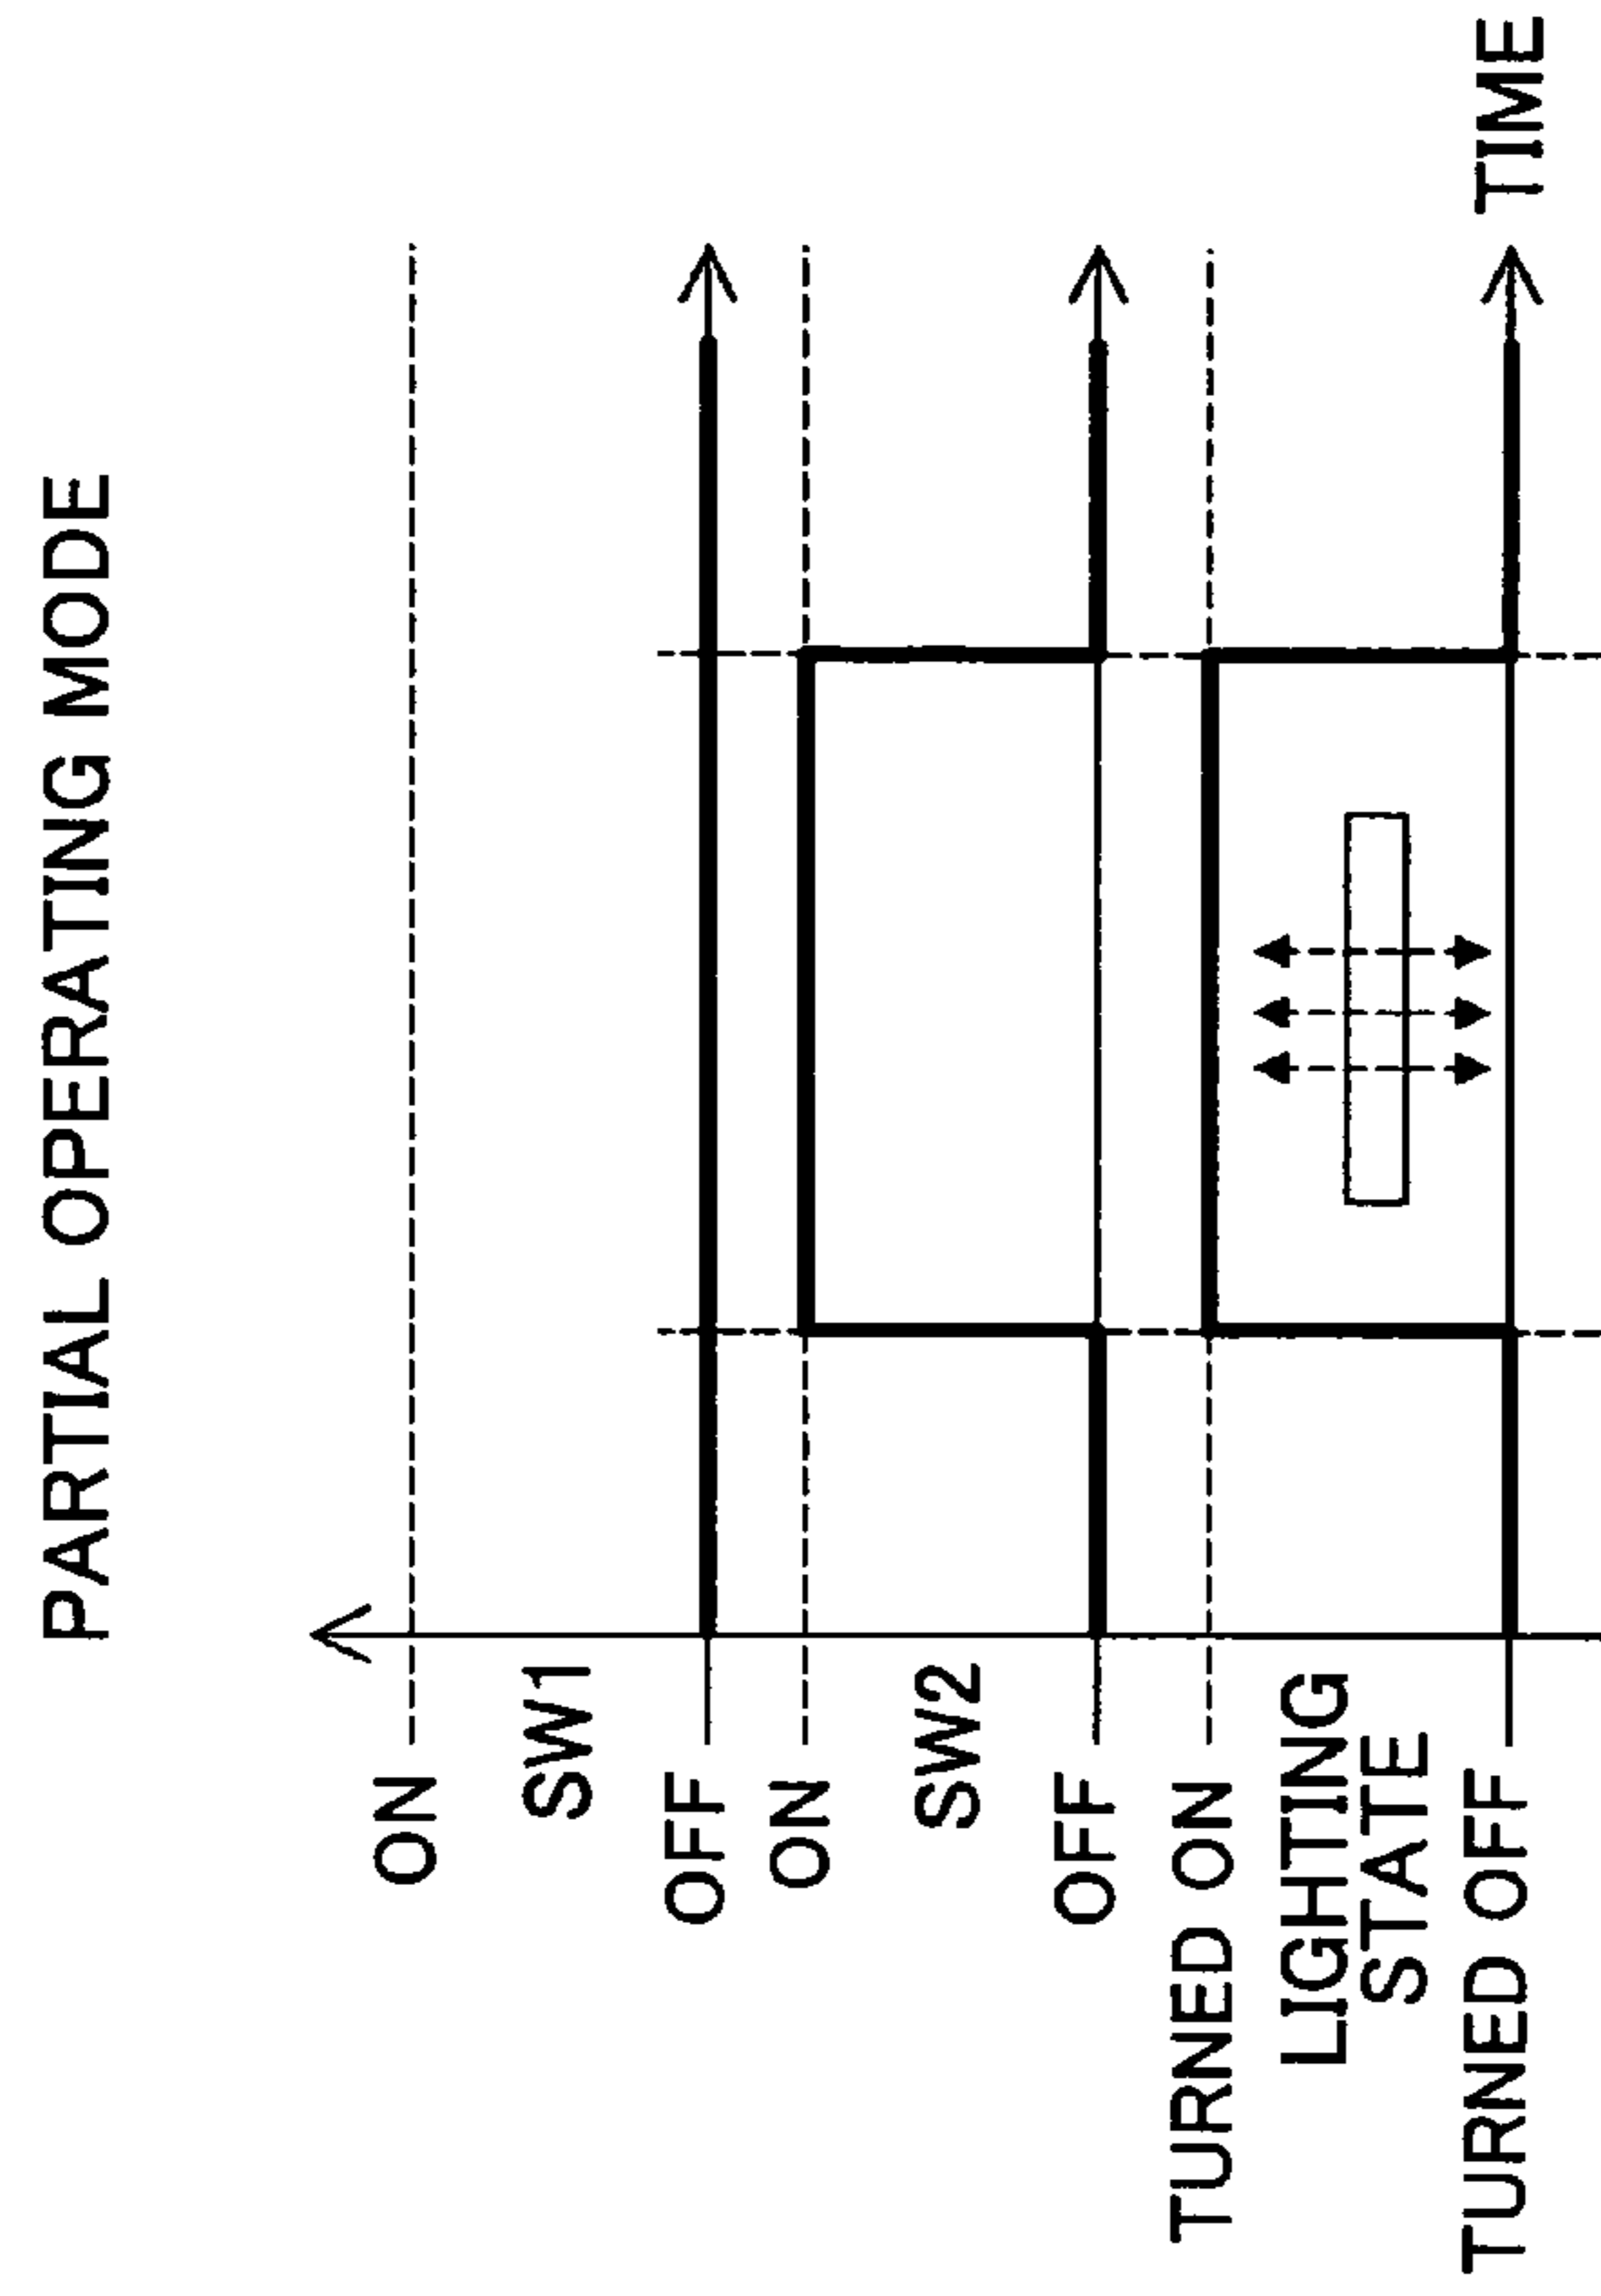 PARTIAL OPERATING MODE
ON
SW1
OFF
ON
SW2
OFF
TURNED ON
LIGHTING
STATE
TURNED OFF
TIME